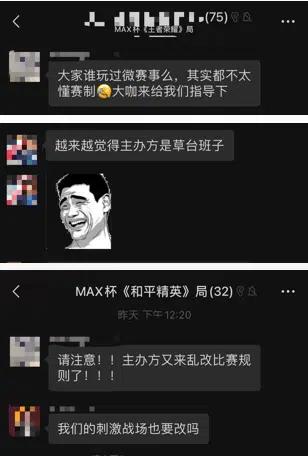 (75)
MAX杯《王者荣耀》局
大家谁玩过微赛事么，其实都不太
懂赛制 大咖来给我们指导下
越来越觉得主办方是草台班子
MAX杯《和平精英》局(32)
昨天 下午12:20
请注意！！主办方又来乱改比赛规
则了！！！
我们的刺激战场也要改吗